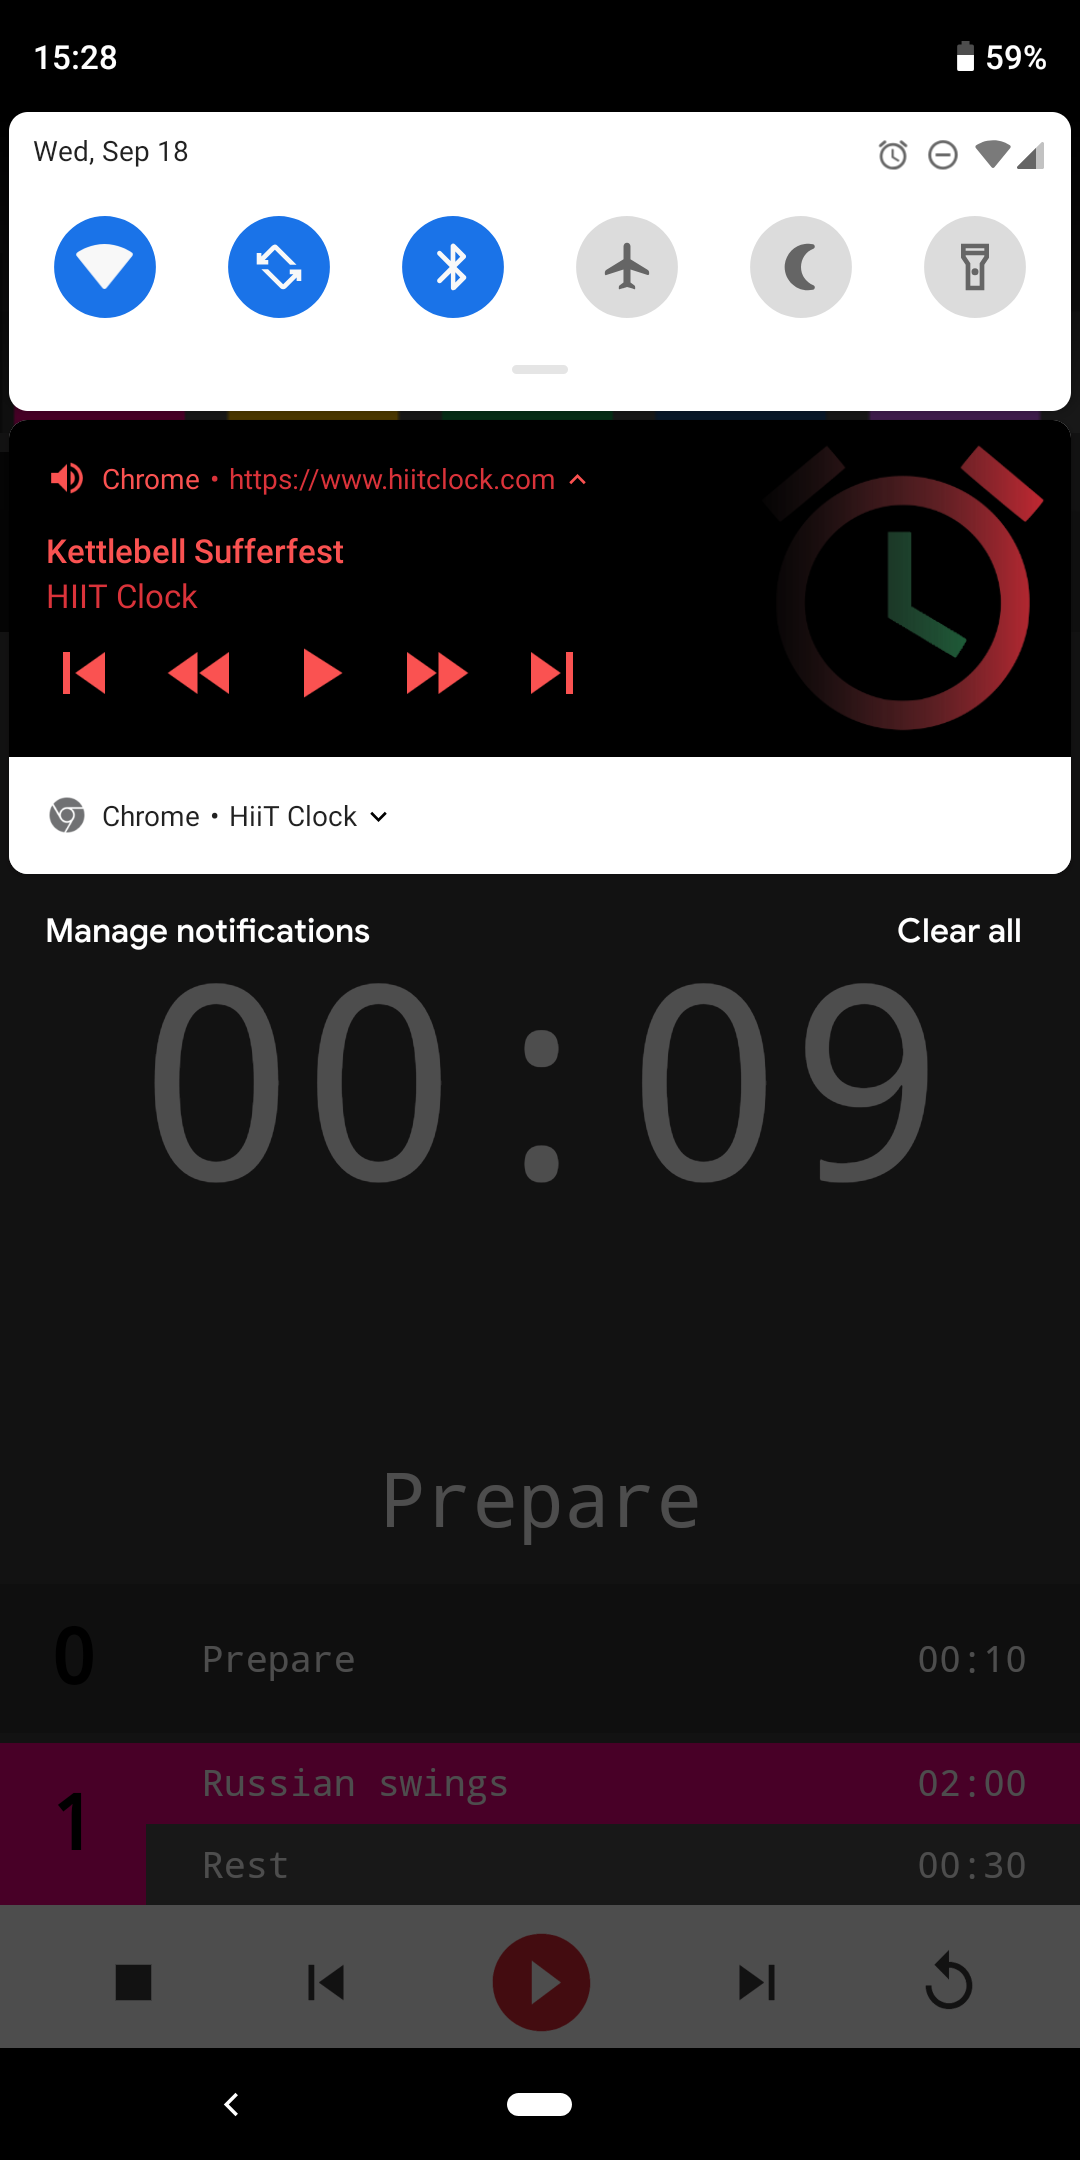 15:28 59%
Wed, Sep 18
Chrome • https://www.hiitclock.com
Kettlebell Sufferfest
HIIT Clock
Chrome • HiiT Clock
Manage notifications Clear all
00:09
Prepare
0 Prepare 00:10
1 Russian swings 02:00
Rest 00:30